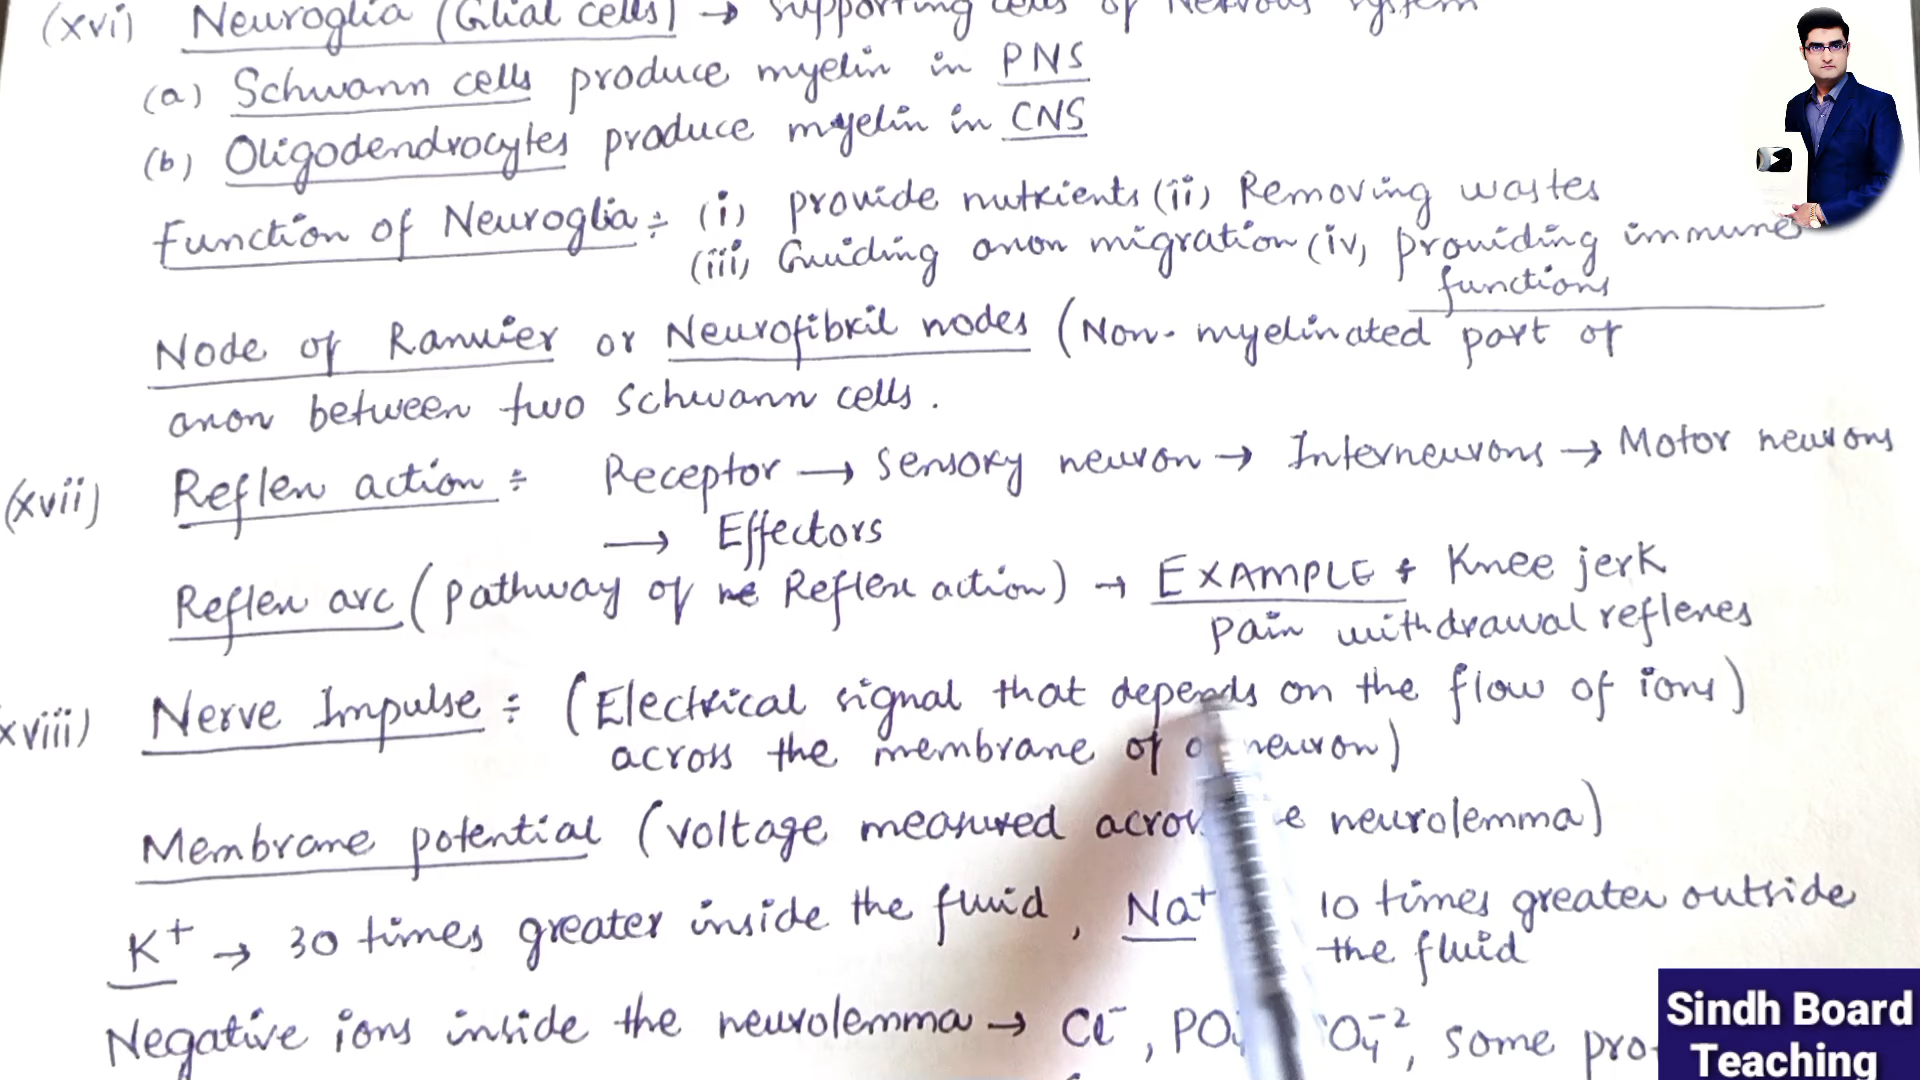 (xvi) Neuroglia (Glial cells) → supporting cells of Nervous system
(a) Schwann cells produce myelin in PNS
(b) Oligodendrocytes produce myelin in CNS
Function of Neuroglia ÷ (i) provide nutrients (ii) Removing wastes
(iii) Guiding axon migration (iv) providing immune
functions
Node of Ranvier or Neurofibril nodes (Non-myelinated part of
axon between two Schwann cells.
(xvii) Reflex action ÷ Receptor → Sensory neuron → Interneurons → Motor neurons
→ Effectors
Reflex arc (pathway of Reflex action) → EXAMPLE ÷ Knee jerk
Pain withdrawal reflexes
xviii) Nerve Impulse ÷ (Electrical signal that depends on the flow of ions)
across the membrane of neuron)
Membrane potential (voltage measured across neurolemma)
K⁺ → 30 times greater inside the fluid, Na⁺ 10 times greater outside
the fluid
Negative ions inside the neurolemma → Cl⁻, PO₄ O₄⁻², some pro
Sindh Board
Teaching